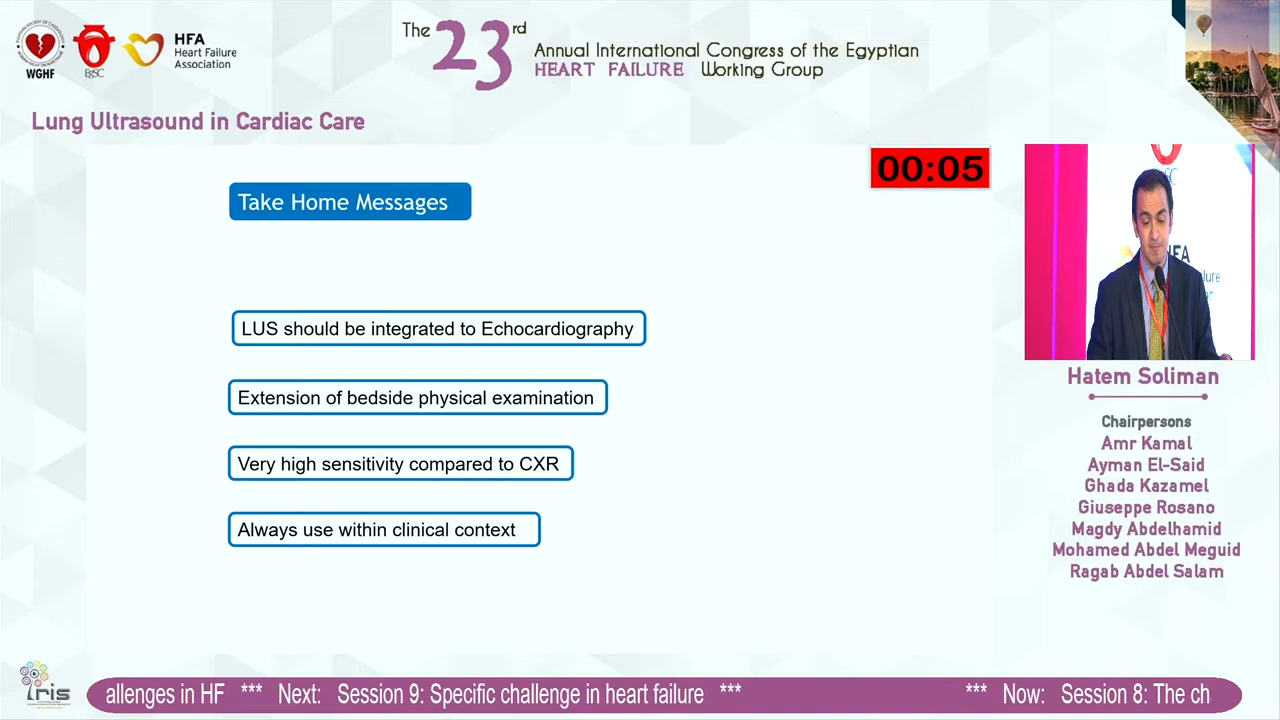 WGHF
EgSC
HFA
Heart Failure
Association
The 23rd
Annual International Congress of the Egyptian
HEART FAILURE Working Group
Lung Ultrasound in Cardiac Care
00:05
Take Home Messages
LUS should be integrated to Echocardiography
Extension of bedside physical examination
Very high sensitivity compared to CXR
Always use within clinical context
Hatem Soliman
Chairpersons
Amr Kamal
Ayman El-Said
Ghada Kazamel
Giuseppe Rosano
Magdy Abdelhamid
Mohamed Abdel Meguid
Ragab Abdel Salam
iris
allenges in HF *** Next: Session 9: Specific challenge in heart failure *** *** Now: Session 8: The ch